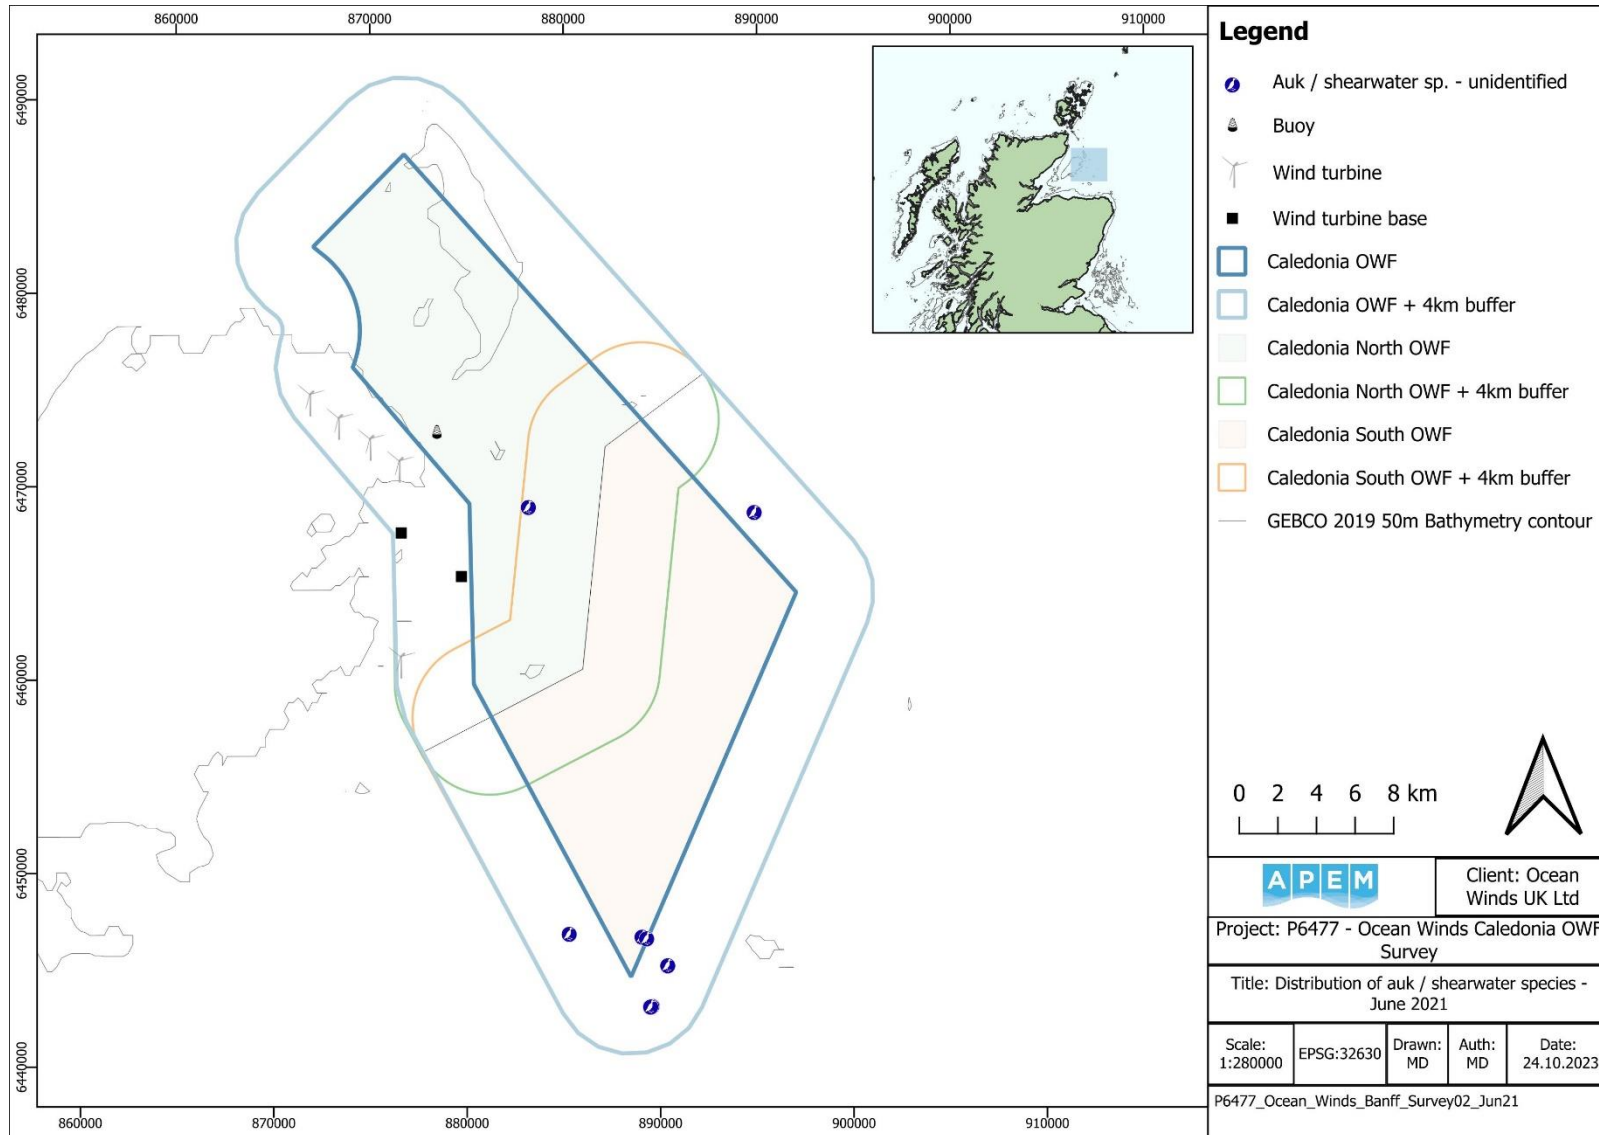 860000 870000 880000 890000 900000 910000
6490000
6480000
6470000
6460000
6450000
6440000
860000 870000 880000 890000 900000 910000
Legend
Auk / shearwater sp. - unidentified
Buoy
Wind turbine
Wind turbine base
Caledonia OWF
Caledonia OWF + 4km buffer
Caledonia North OWF
Caledonia North OWF + 4km buffer
Caledonia South OWF
Caledonia South OWF + 4km buffer
GEBCO 2019 50m Bathymetry contour
0 2 4 6 8 km
APEM
Client: Ocean
Winds UK Ltd
Project: P6477 - Ocean Winds Caledonia OWF
Survey
Title: Distribution of auk / shearwater species -
June 2021
Scale:
1:280000
EPSG:32630
Drawn:
MD
Auth:
MD
Date:
24.10.2023
P6477_Ocean_Winds_Banff_Survey02_Jun21